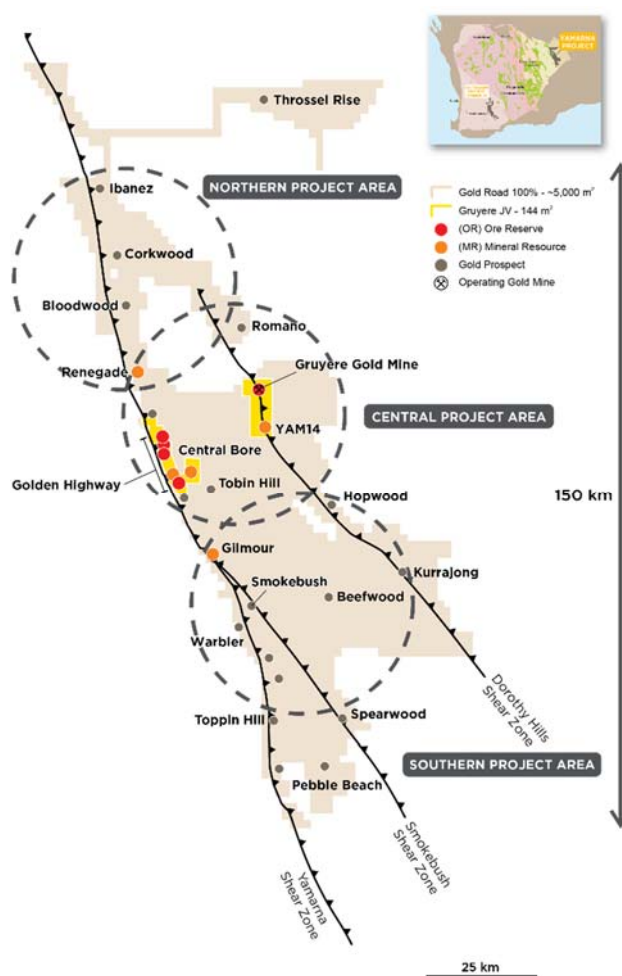 YAMARNA
PROJECT
Throssel Rise
NORTHERN PROJECT AREA
Gold Road 100% - ~5,000 m²
Gruyere JV - 144 m²
(OR) Ore Reserve
(MR) Mineral Resource
Gold Prospect
Operating Gold Mine
Ibanez
Corkwood
Bloodwood
Romano
Renegade
Gruyere Gold Mine
YAM14
CENTRAL PROJECT AREA
Central Bore
Golden Highway
Tobin Hill
Hopwood
150 km
Gilmour
Smokebush
Kurrajong
Beefwood
Warbler
Dorothy Hills
Shear Zone
Toppin Hill
Spearwood
SOUTHERN PROJECT AREA
Pebble Beach
Smokebush
Shear Zone
Yamarna
Shear Zone
25 km